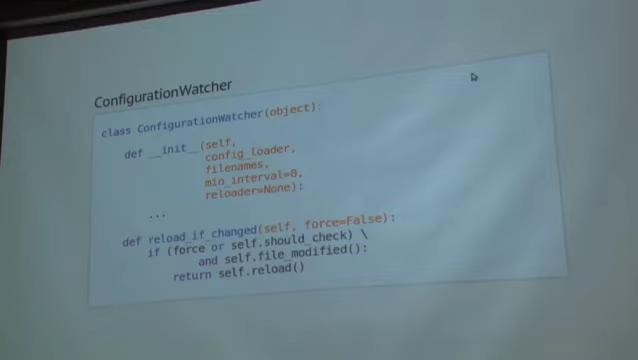 ConfigurationWatcher
class ConfigurationWatcher(object):
def __init__(self,
config_loader,
filenames,
min_interval=0,
reloader=None):
...
def reload_if_changed(self, force=False):
if (force or self.should_check) \
and self.file_modified():
return self.reload()